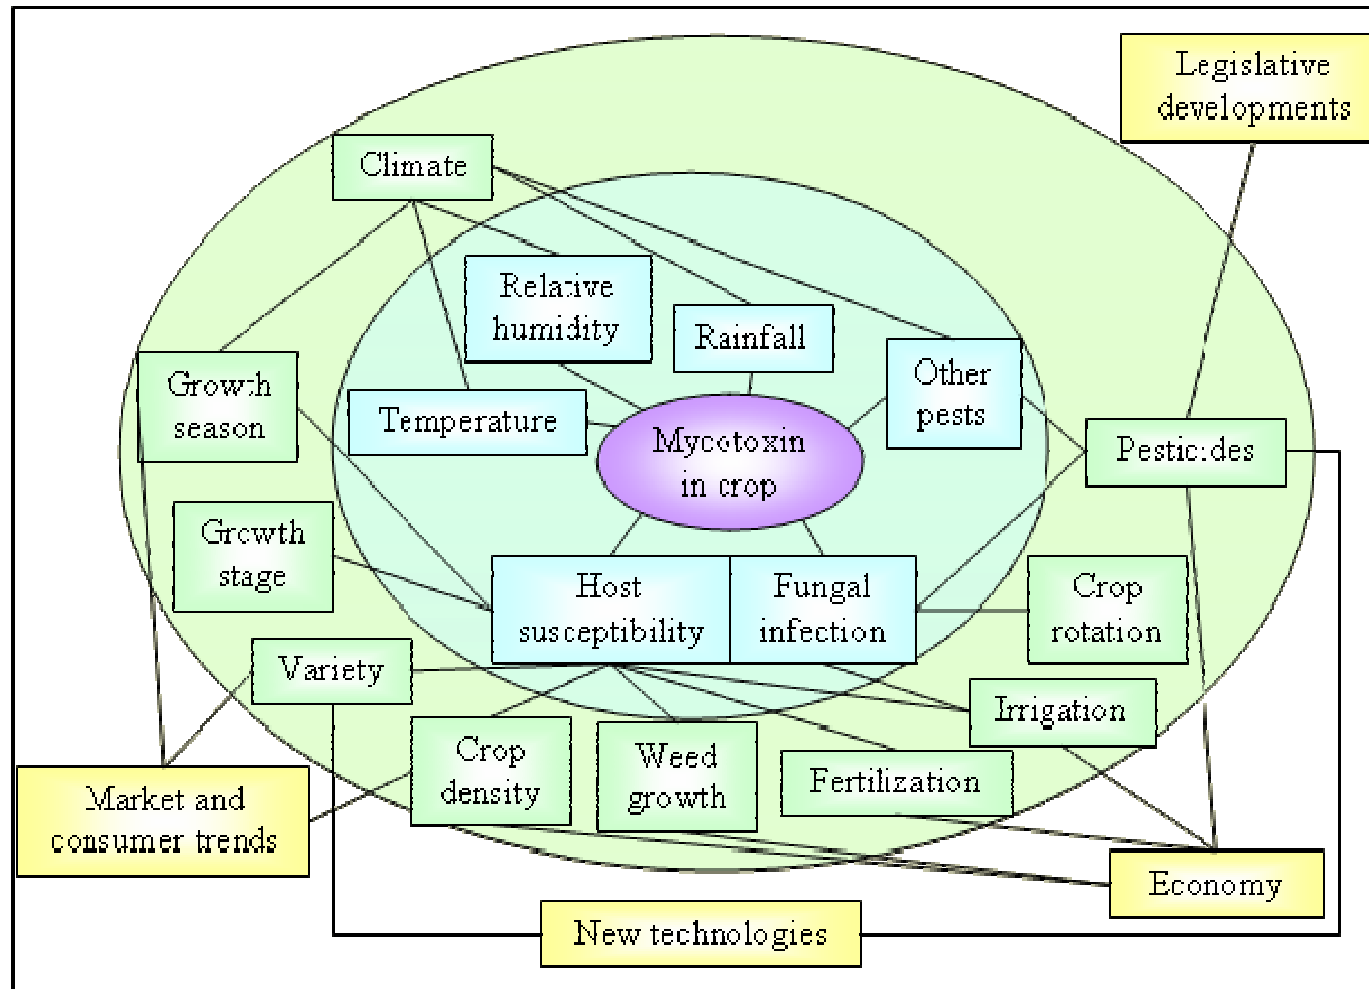 Legislative
developments
Climate
Relative
humidity
Rainfall
Other
pests
Growth
season
Temperature
Mycotoxin
in crop
Pesticides
Growth
stage
Host
susceptibility
Fungal
infection
Crop
rotation
Variety
Irrigation
Crop
density
Weed
growth
Fertilization
Market and
consumer trends
Economy
New technologies